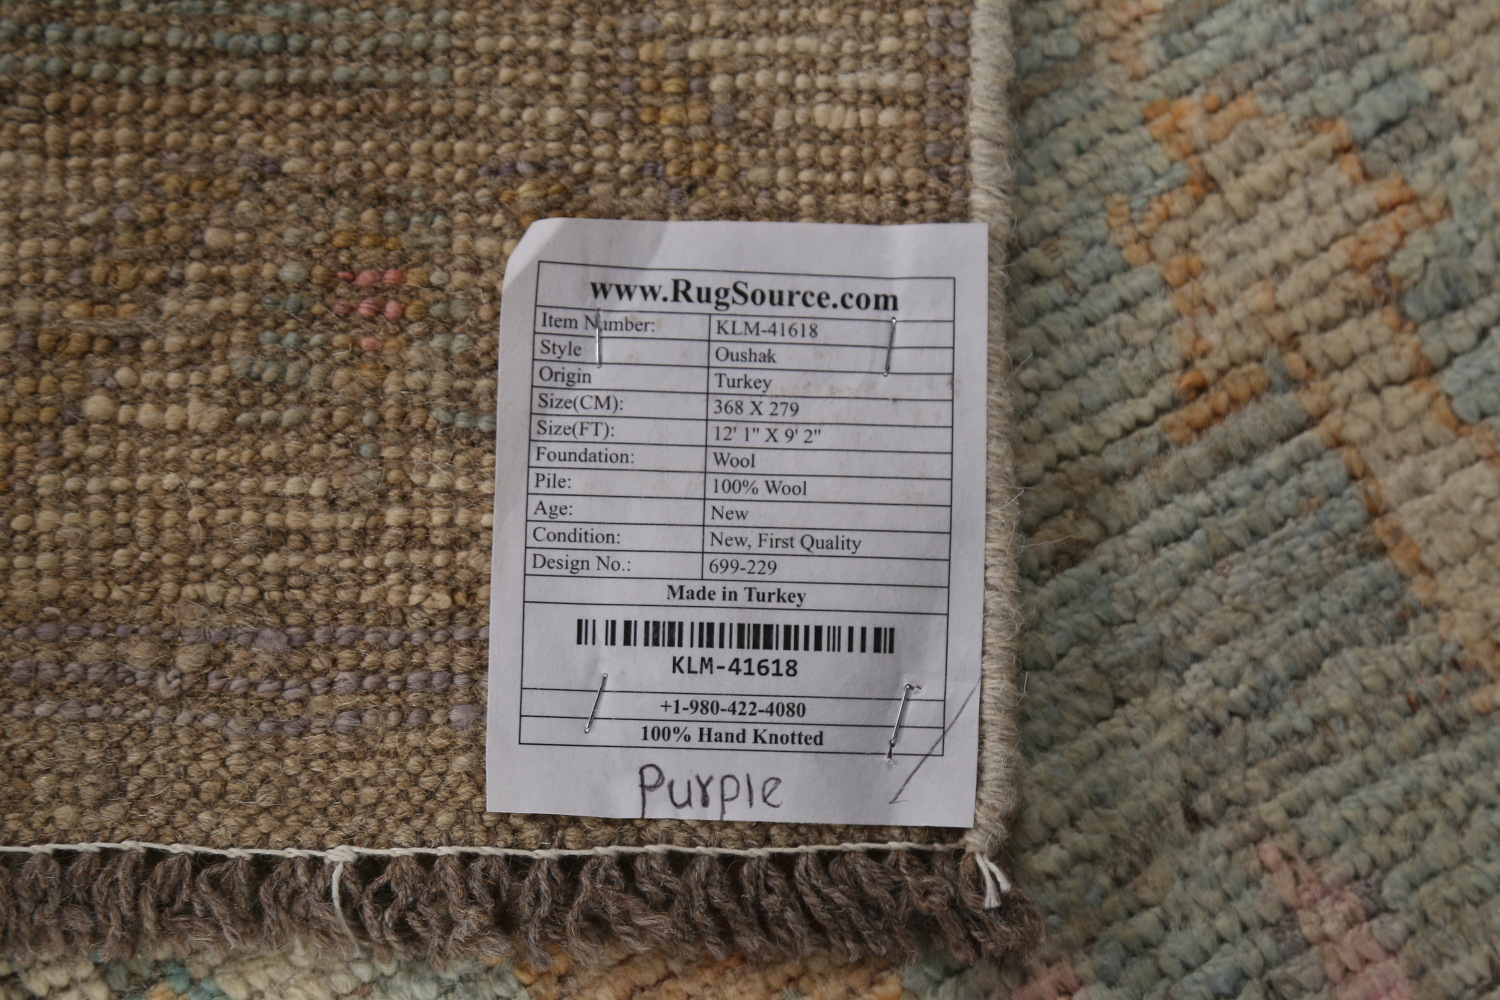 www.RugSource.com
Item Number: KLM-41618
Style Oushak
Origin Turkey
Size(CM): 368 X 279
Size(FT): 12' 1" X 9' 2"
Foundation: Wool
Pile: 100% Wool
Age: New
Condition: New, First Quality
Design No.: 699-229
Made in Turkey
KLM-41618
+1-980-422-4080
100% Hand Knotted
Purple